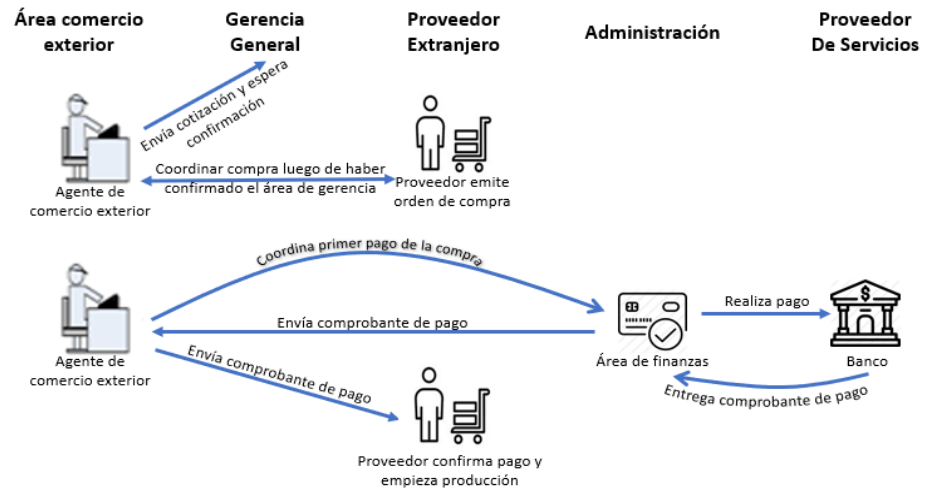 Área comercio
exterior
Gerencia
General
Proveedor
Extranjero
Administración
Proveedor
De Servicios
Envía cotización y espera
confirmación
Coordinar compra luego de haber
confirmado el área de gerencia
Agente de
comercio exterior
Proveedor emite
orden de compra
Coordina primer pago de la compra
Realiza pago
Envía comprobante de pago
Envía comprobante de pago
Agente de
comercio exterior
Área de finanzas
Banco
Entrega comprobante de pago
Proveedor confirma pago y
empieza producción